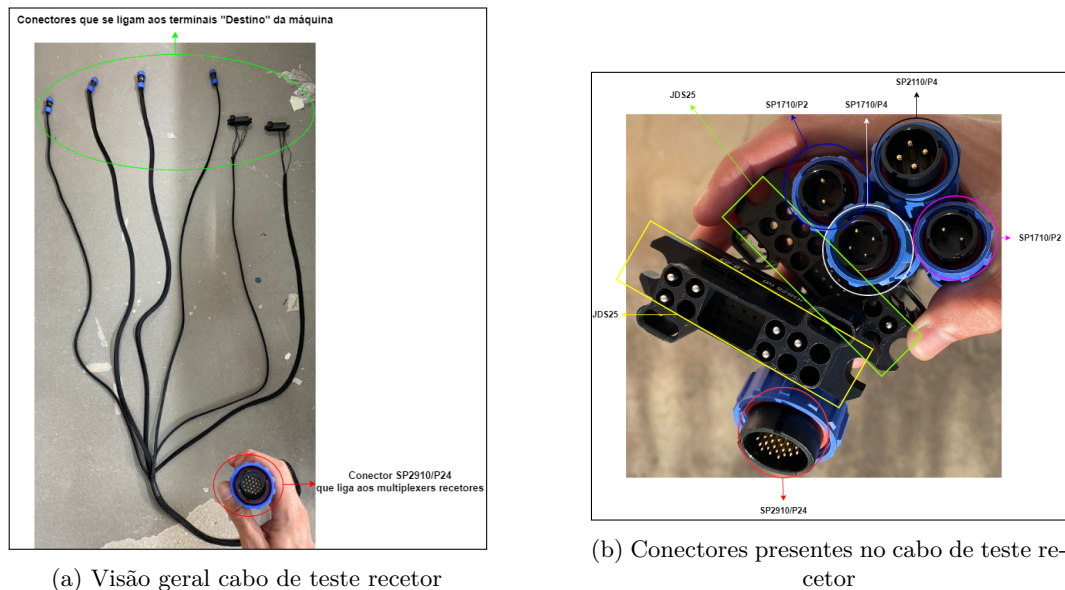 Conectores que se ligam aos terminais "Destino" da máquina
Conector SP2910/P24
que liga aos multiplexers recetores
(a) Visão geral cabo de teste recetor
SP2110/P4
JDS25
SP1710/P2
SP1710/P4
SP1710/P2
JDS25
SP2910/P24
(b) Conectores presentes no cabo de teste re-
cetor